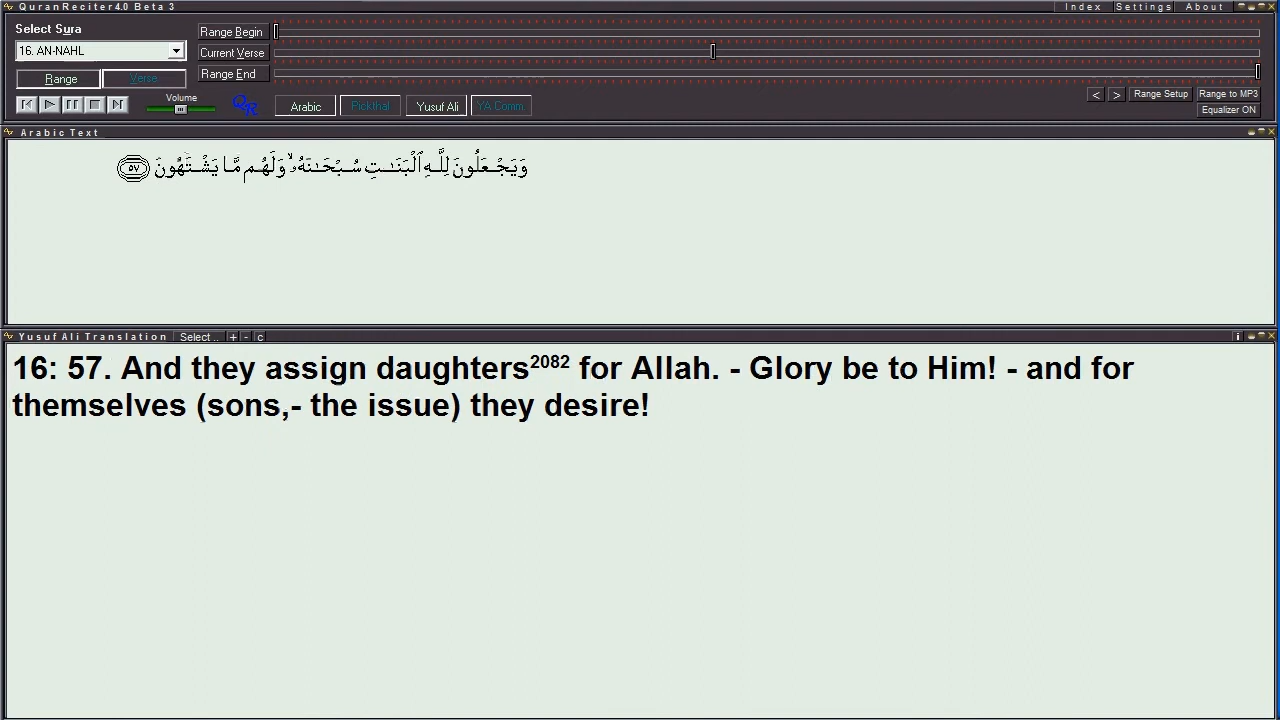 QuranReciter4.0 Beta 3
Index Settings About
Select Sura
16. AN-NAHL
Range Verse
Volume
QR
Range Begin
Current Verse
Range End
Arabic Pickthal Yusuf Ali YA Comm.
< > Range Setup Range to MP3
Equalizer ON
Arabic Text
وَيَجْعَلُونَ لِلَّهِ ٱلْبَنَـٰتِ سُبْحَـٰنَهُۥ ۙ وَلَهُم مَّا يَشْتَهُونَ ٥٧
Yusuf Ali Translation Select .. + - c i
16: 57. And they assign daughters2082 for Allah. - Glory be to Him! - and for
themselves (sons,- the issue) they desire!